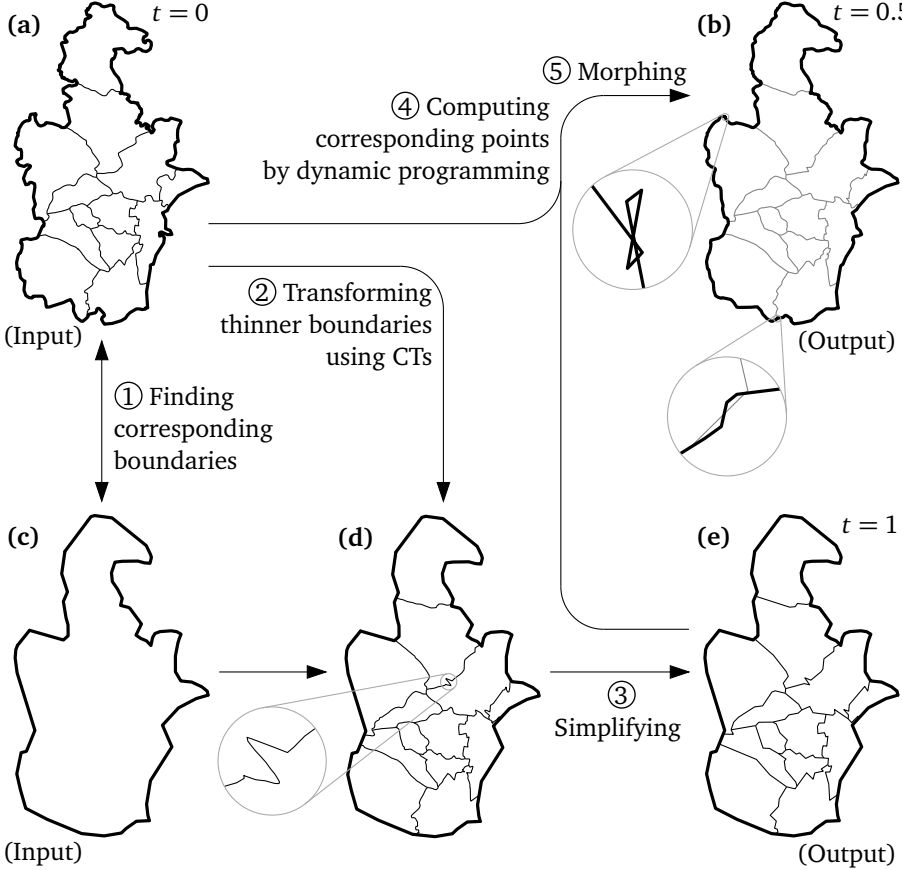 (a)
t = 0
(b)
t = 0.5
⑤ Morphing
④ Computing
corresponding points
by dynamic programming
② Transforming
thinner boundaries
using CTs
(Input)
(Output)
① Finding
corresponding
boundaries
(c)
(d)
(e)
t = 1
③
Simplifying
(Input)
(Output)